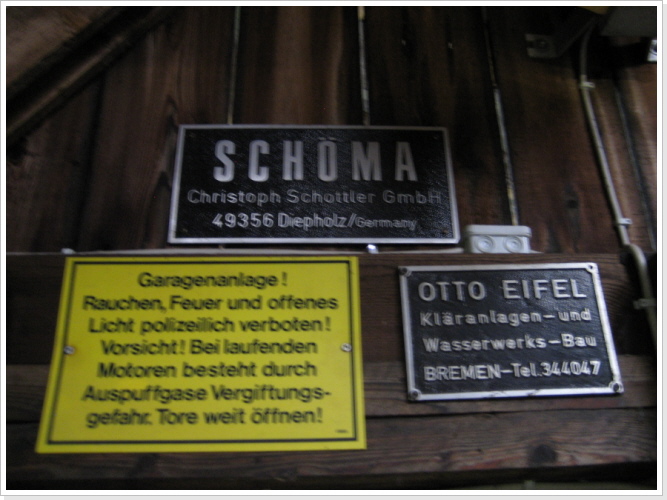 SCHÖMA
Christoph Schöttler GmbH
49356 Diepholz/Germany
Garagenanlage!
Rauchen, Feuer und offenes
Licht polizeilich verboten!
Vorsicht! Bei laufenden
Motoren besteht durch
Auspuffgase Vergiftungs-
gefahr. Tore weit öffnen!
OTTO EIFEL
Kläranlagen-und
Wasserwerks-Bau
BREMEN-Tel.344047